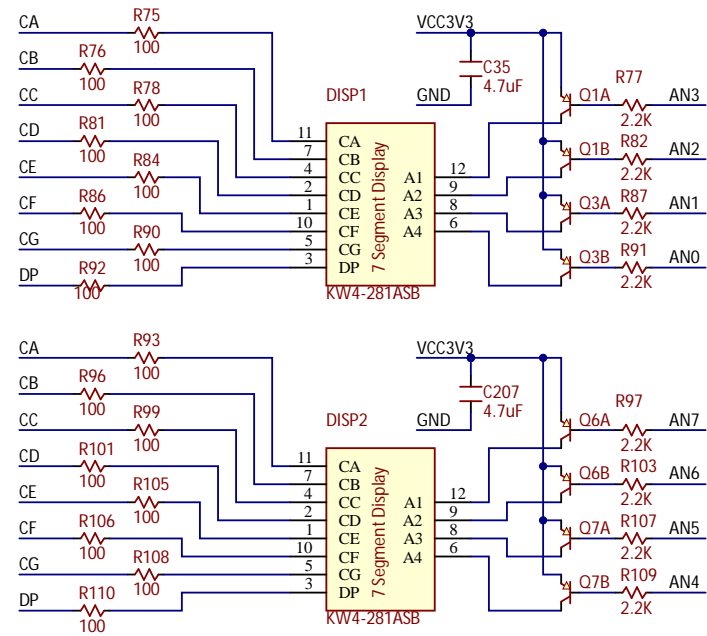 CA R75 100 VCC3V3
CB R76 100 C35 4.7uF
CC R78 100 DISP1 GND Q1A R77 2.2K AN3
CD R81 100 11 CA Q1B R82 2.2K AN2
CE R84 100 7 CB 12 A1
CF R86 100 4 CC 9 A2 Q3A R87 2.2K AN1
CG R90 100 2 CD 8 A3
DP R92 100 1 CE 6 A4 Q3B R91 2.2K AN0
10 CF
5 CG
3 DP
7 Segment Display
KW4-281ASB
CA R93 100 VCC3V3
CB R96 100 C207 4.7uF
CC R99 100 DISP2 GND Q6A R97 2.2K AN7
CD R101 100 11 CA Q6B R103 2.2K AN6
CE R105 100 7 CB 12 A1
CF R106 100 4 CC 9 A2 Q7A R107 2.2K AN5
CG R108 100 2 CD 8 A3
DP R110 100 1 CE 6 A4 Q7B R109 2.2K AN4
10 CF
5 CG
3 DP
7 Segment Display
KW4-281ASB